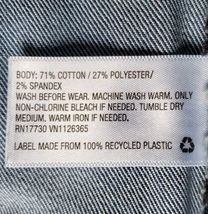 BODY: 71% COTTON / 27% POLYESTER/
2% SPANDEX
WASH BEFORE WEAR. MACHINE WASH WARM. ONLY
NON-CHLORINE BLEACH IF NEEDED. TUMBLE DRY
MEDIUM. WARM IRON IF NEEDED.
RN17730 VN1126365
LABEL MADE FROM 100% RECYCLED PLASTIC